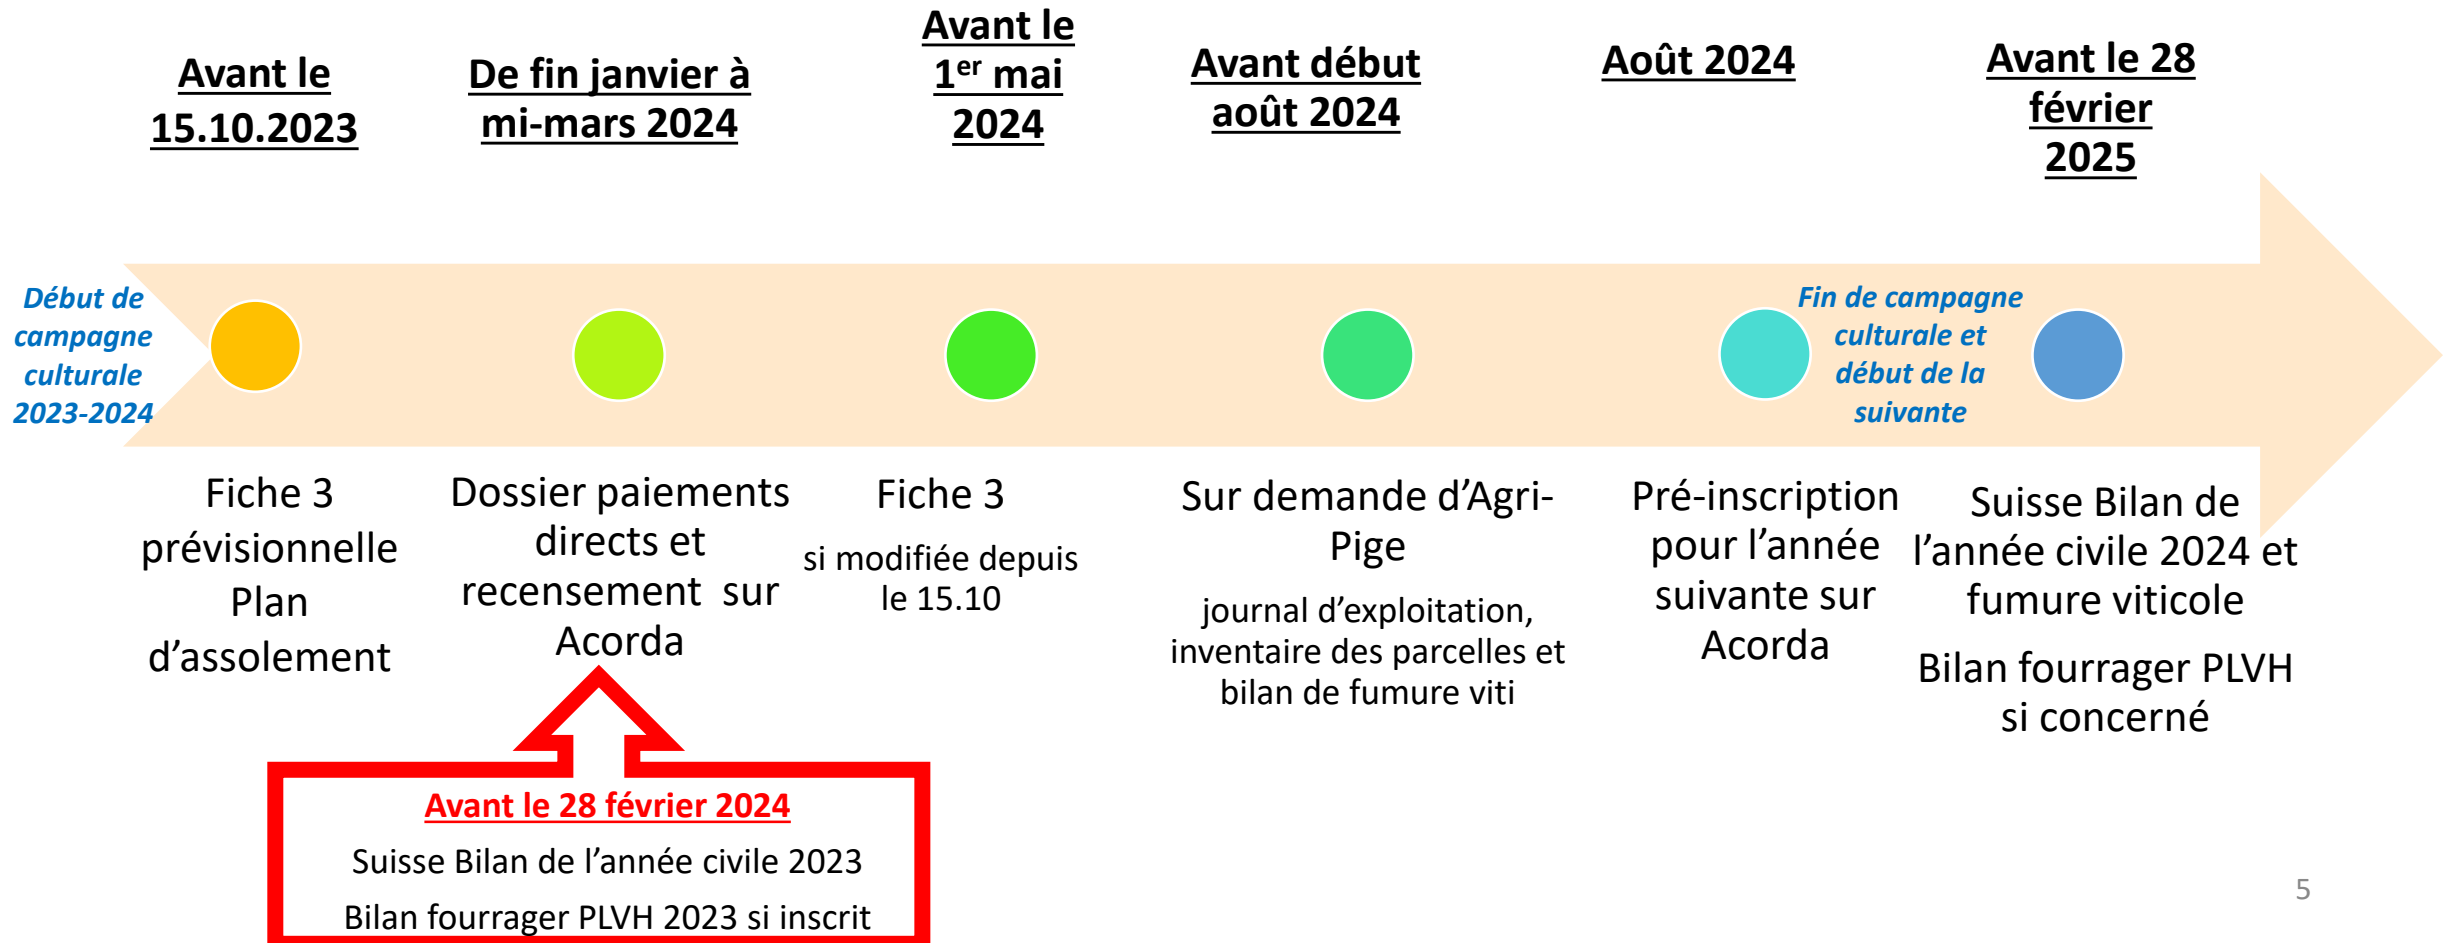 Avant le
15.10.2023
De fin janvier à
mi-mars 2024
Avant le
1er mai
2024
Avant début
août 2024
Août 2024
Avant le 28
février
2025
Début de
campagne
culturale
2023-2024
Fin de campagne
culturale et
début de la
suivante
Fiche 3
prévisionnelle
Plan
d’assolement
Dossier paiements
directs et
recensement sur
Acorda
Fiche 3
si modifiée depuis
le 15.10
Sur demande d’Agri-
Pige
journal d’exploitation,
inventaire des parcelles et
bilan de fumure viti
Pré-inscription
pour l’année
suivante sur
Acorda
Suisse Bilan de
l’année civile 2024 et
fumure viticole
Bilan fourrager PLVH
si concerné
Avant le 28 février 2024
Suisse Bilan de l’année civile 2023
Bilan fourrager PLVH 2023 si inscrit
5